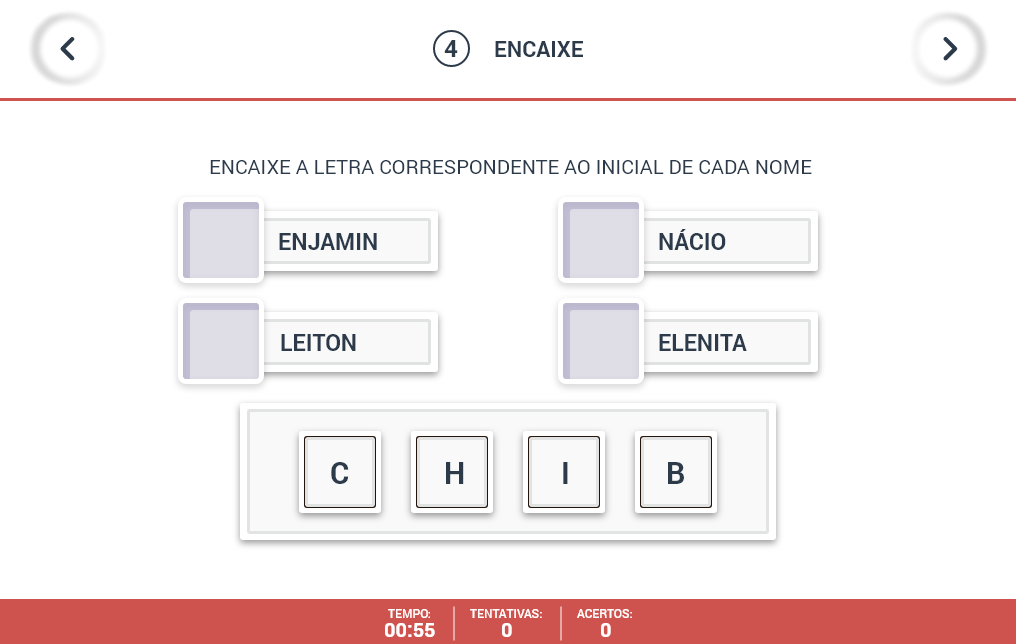 4 ENCAIXE
ENCAIXE A LETRA CORRESPONDENTE AO INICIAL DE CADA NOME
ENJAMIN NÁCIO
LEITON ELENITA
C H I B
TEMPO: TENTATIVAS: ACERTOS:
00:55 0 0